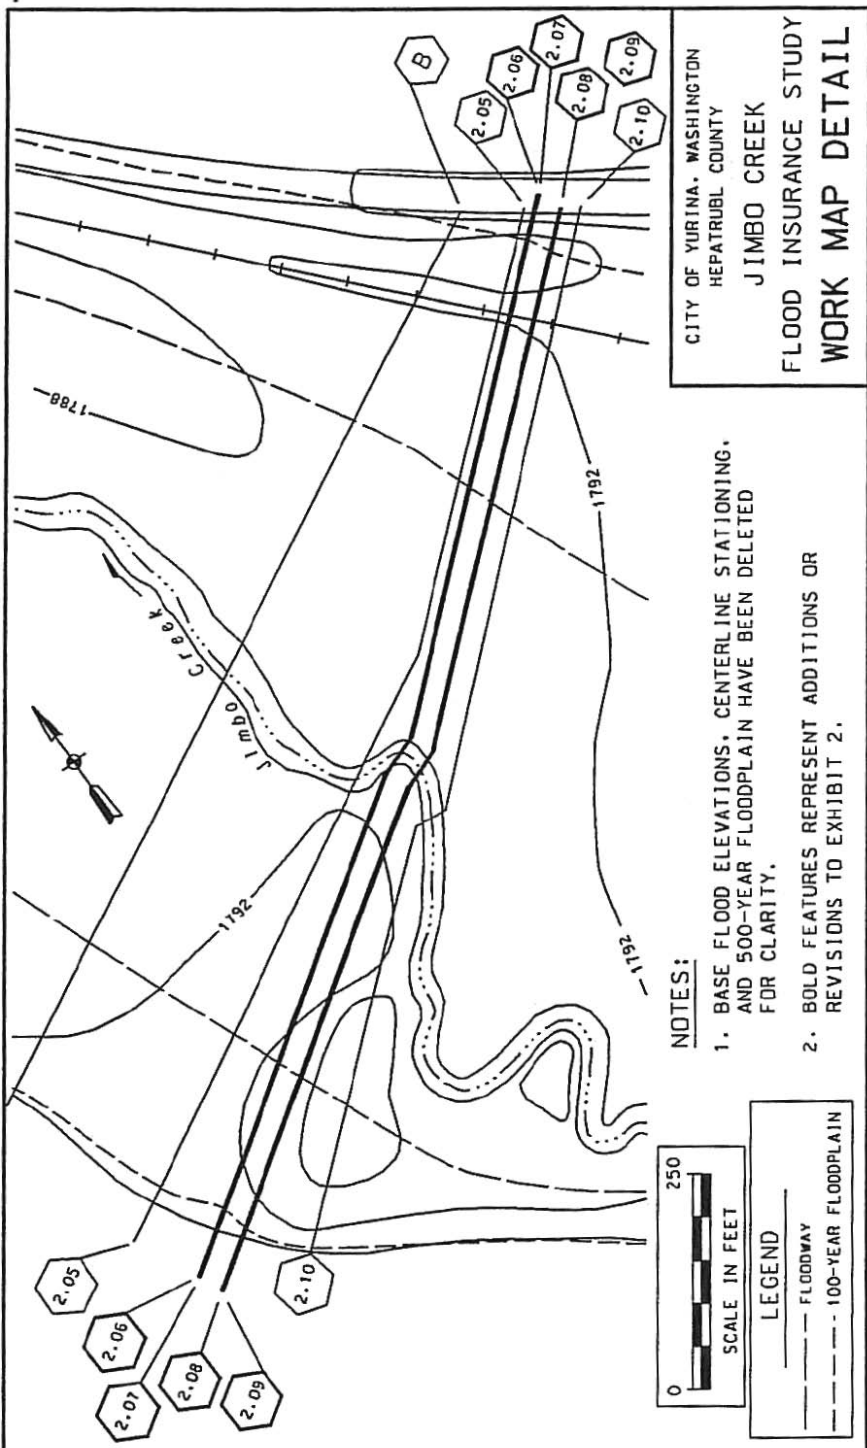 B
2.05
2.06
2.07
2.08
2.09
2.10
1788
1792
Jimbo Creek
1792
1792
2.05
2.06
2.07
2.08
2.09
2.10
CITY OF YURINA, WASHINGTON
HEPATRUBL COUNTY
JIMBO CREEK
FLOOD INSURANCE STUDY
WORK MAP DETAIL
NOTES:
1. BASE FLOOD ELEVATIONS, CENTERLINE STATIONING,
AND 500-YEAR FLOODPLAIN HAVE BEEN DELETED
FOR CLARITY.
2. BOLD FEATURES REPRESENT ADDITIONS OR
REVISIONS TO EXHIBIT 2.
0 250
SCALE IN FEET
LEGEND
FLOODWAY
100-YEAR FLOODPLAIN